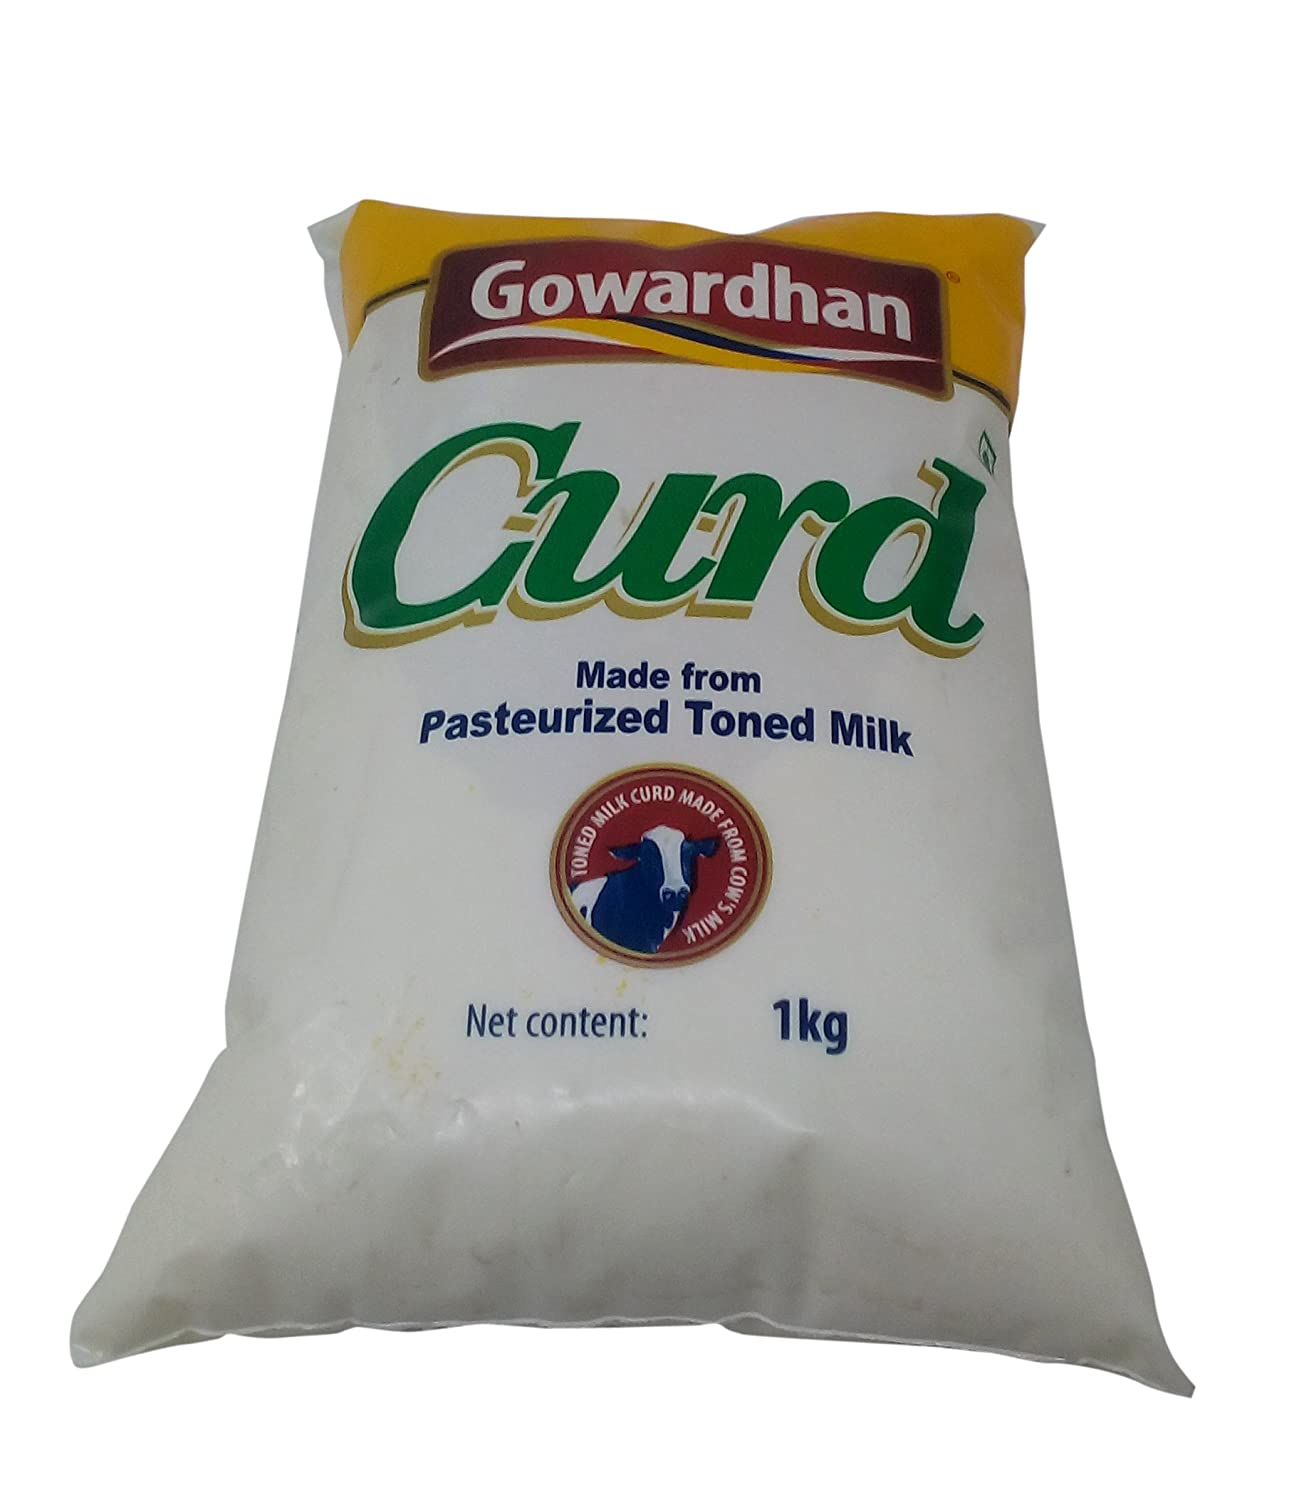 Gowardhan®
Curd
Made from
Pasteurized Toned Milk
TONED MILK CURD MADE FROM COW'S MILK
Net content: 1kg